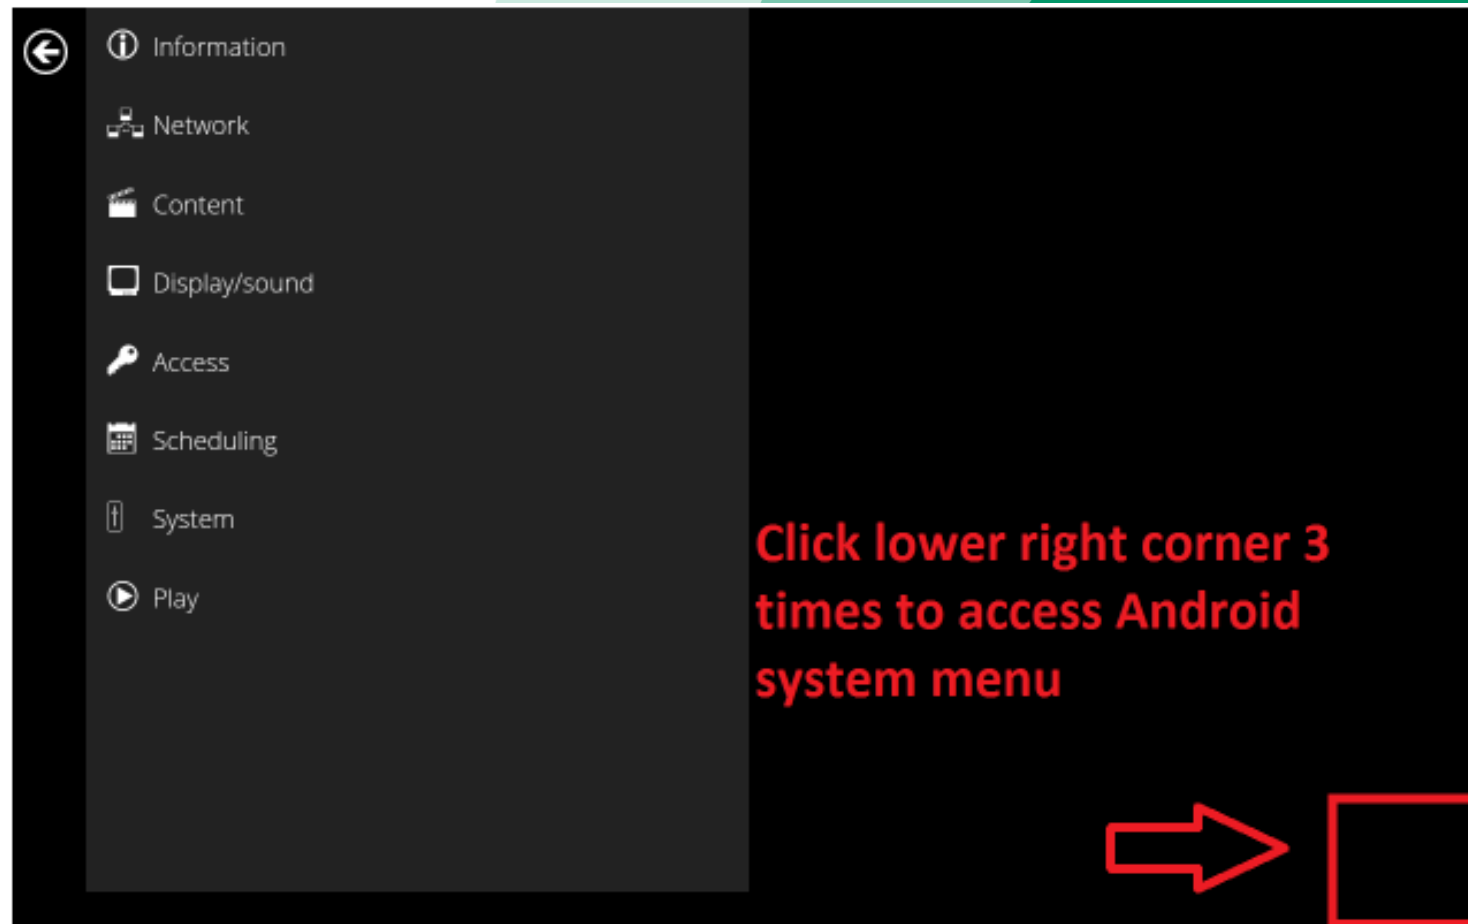 Information
Network
Content
Display/sound
Access
Scheduling
System
Play
Click lower right corner 3
times to access Android
system menu